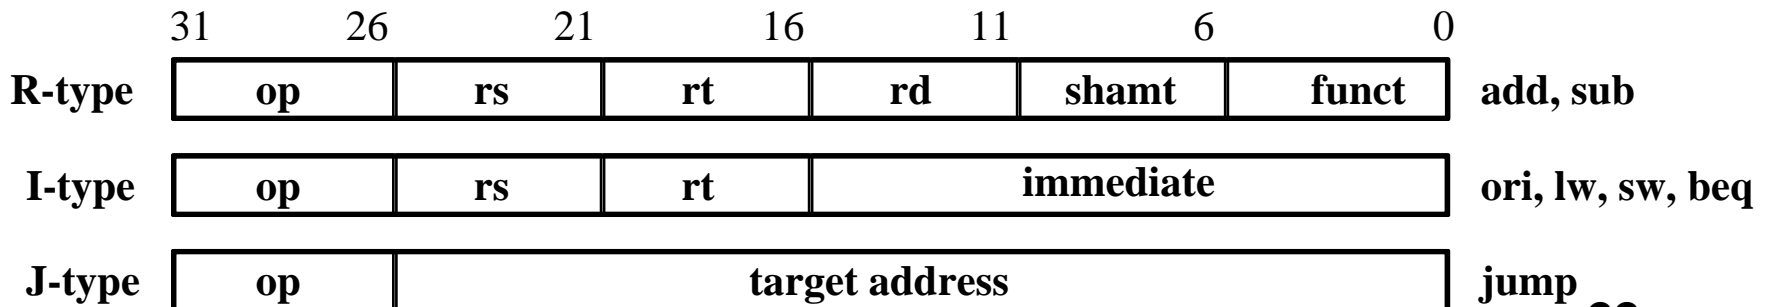 31 26 21 16 11 6 0
R-type op rs rt rd shamt funct add, sub
I-type op rs rt immediate ori, lw, sw, beq
J-type op target address jump